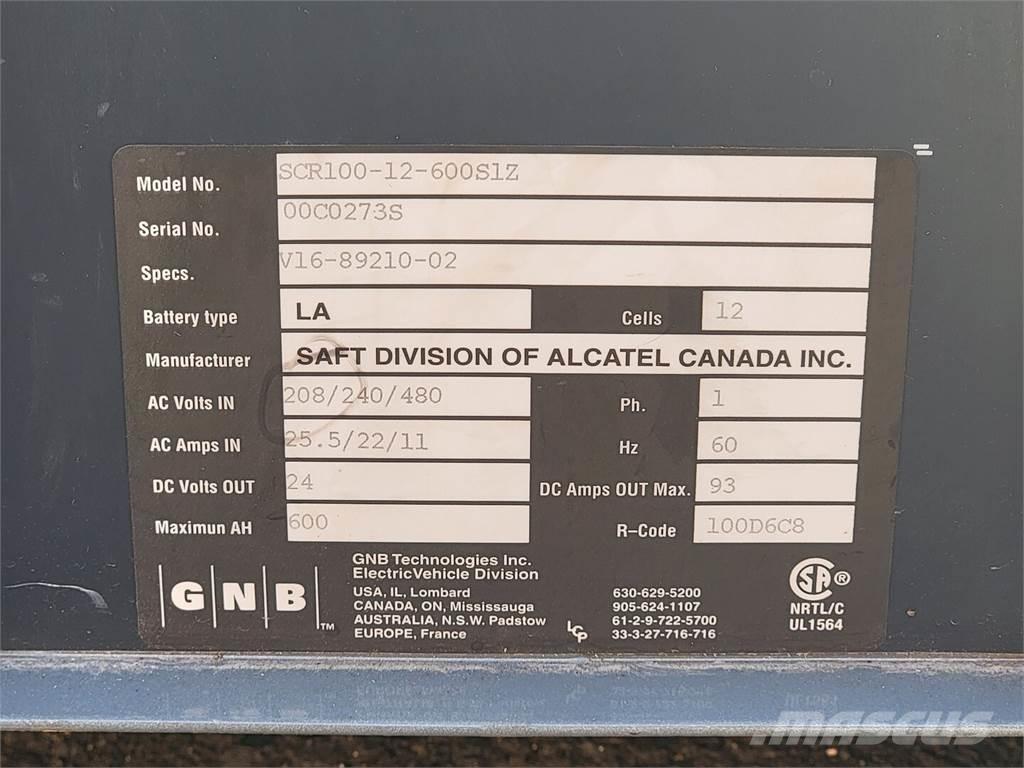 Model No. SCR100-12-600S1Z
Serial No. 00C0273S
Specs. V16-89210-02
Battery type LA Cells 12
Manufacturer SAFT DIVISION OF ALCATEL CANADA INC.
AC Volts IN 208/240/480 Ph. 1
AC Amps IN 25.5/22/11 Hz 60
DC Volts OUT 24 DC Amps OUT Max. 93
Maximun AH 600 R-Code 100D6C8
GNB™
GNB Technologies Inc.
ElectricVehicle Division
USA, IL, Lombard 630-629-5200
CANADA, ON, Mississauga 905-624-1107
AUSTRALIA, N.S.W. Padstow 61-2-9-722-5700
EUROPE, France LCP 33-3-27-716-716
SA®
NRTL/C
UL1564
MASCUS